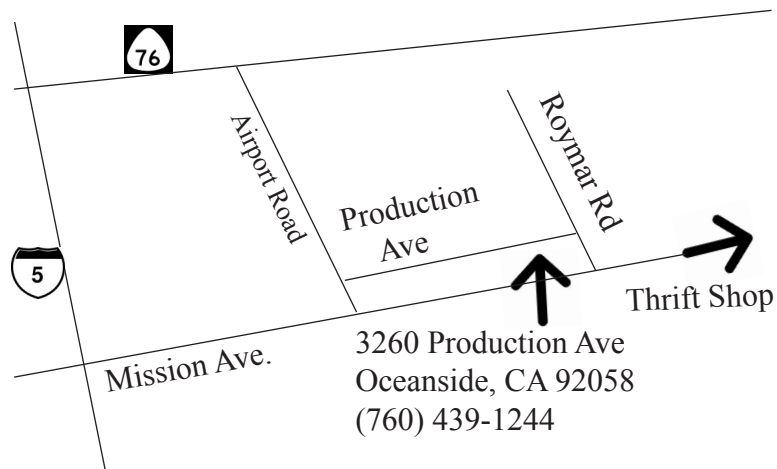 76
Airport Road
Roymar Rd
Production
Ave
5
Thrift Shop
Mission Ave.
3260 Production Ave
Oceanside, CA 92058
(760) 439-1244